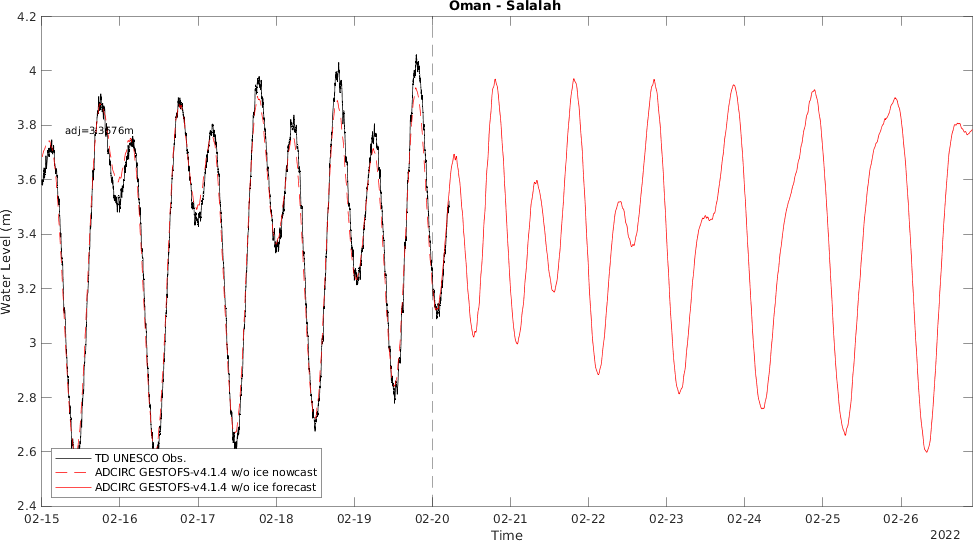 Oman - Salalah
4.2
4
3.8
3.6
3.4
3.2
3
2.8
2.6
2.4
Water Level (m)
adj=3.3676m
TD UNESCO Obs.
ADCIRC GESTOFS-v4.1.4 w/o ice nowcast
ADCIRC GESTOFS-v4.1.4 w/o ice forecast
02-15 02-16 02-17 02-18 02-19 02-20 02-21 02-22 02-23 02-24 02-25 02-26
Time
2022